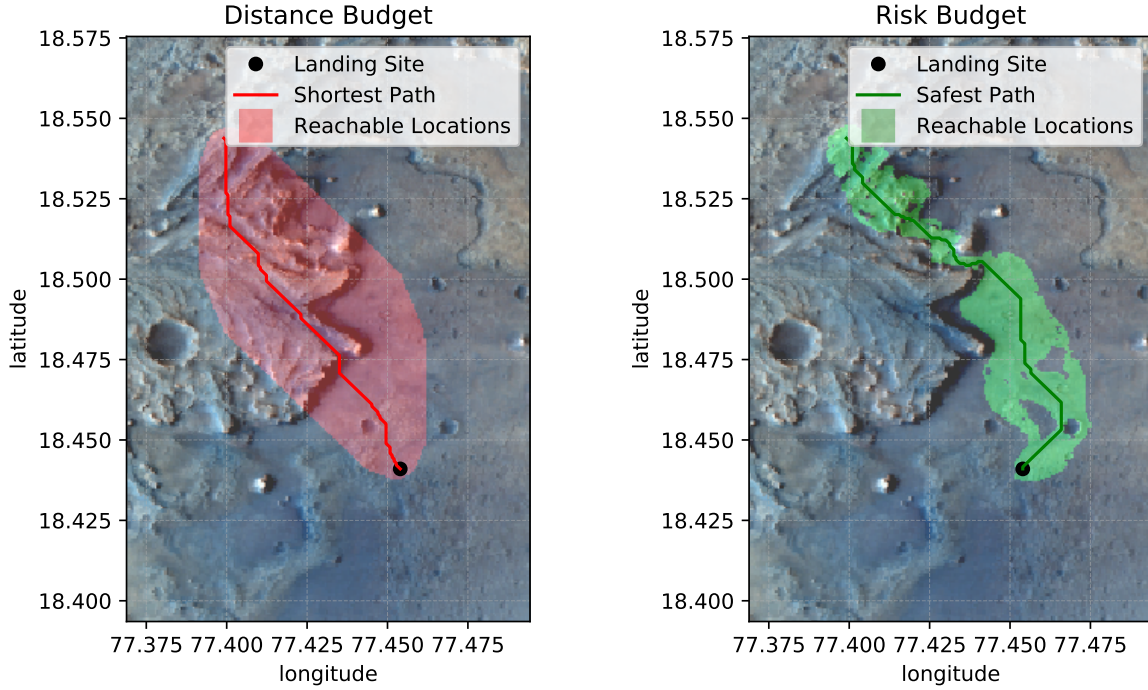 Distance Budget
Landing Site
Shortest Path
Reachable Locations
18.575
18.550
18.525
18.500
18.475
18.450
18.425
18.400
latitude
77.375 77.400 77.425 77.450 77.475
longitude
Risk Budget
Landing Site
Safest Path
Reachable Locations
18.575
18.550
18.525
18.500
18.475
18.450
18.425
18.400
latitude
77.375 77.400 77.425 77.450 77.475
longitude